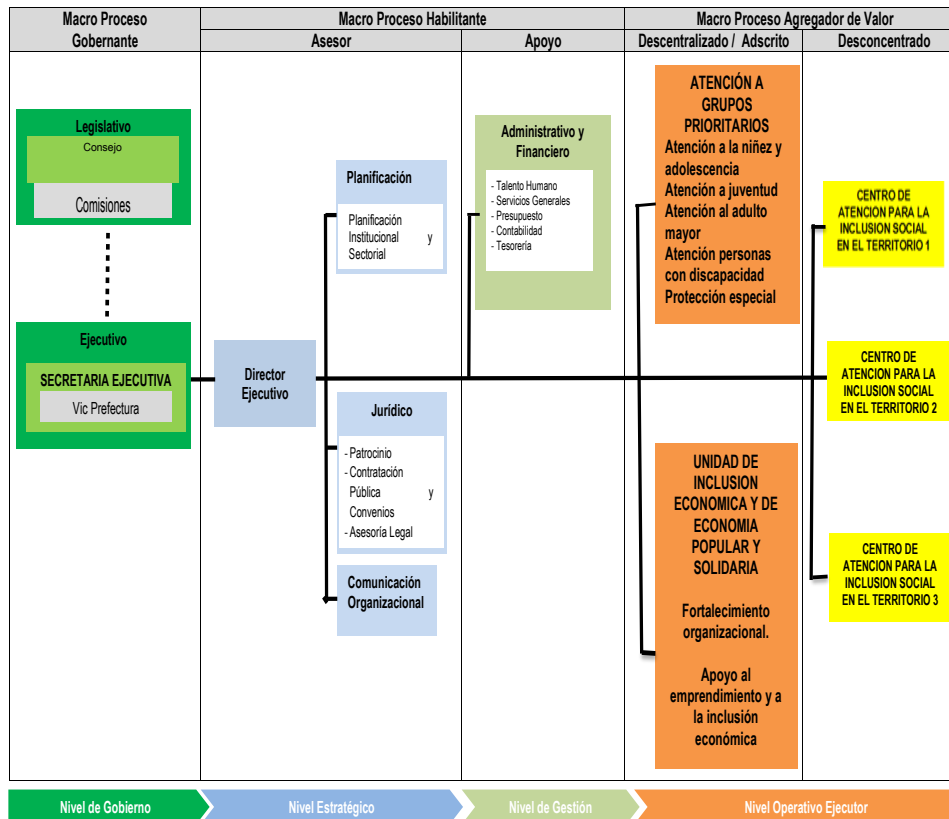 Macro Proceso
Gobernante
Macro Proceso Habilitante
Macro Proceso Agregador de Valor
Asesor
Apoyo
Descentralizado / Adscrito
Desconcentrado
Legislativo
Consejo
Comisiones
Ejecutivo
SECRETARIA EJECUTIVA
Vic Prefectura
Director
Ejecutivo
Planificación
Planificación
Institucional y
Sectorial
Jurídico
- Patrocinio
- Contratación
Pública y
Convenios
- Asesoría Legal
Comunicación
Organizacional
Administrativo y
Financiero
- Talento Humano
- Servicios Generales
- Presupuesto
- Contabilidad
- Tesorería
ATENCIÓN A
GRUPOS
PRIORITARIOS
Atención a la niñez y
adolescencia
Atención a juventud
Atención al adulto
mayor
Atención personas
con discapacidad
Protección especial
UNIDAD DE
INCLUSION
ECONOMICA Y DE
ECONOMIA
POPULAR Y
SOLIDARIA
Fortalecimiento
organizacional.
Apoyo al
emprendimiento y a
la inclusión
económica
CENTRO DE
ATENCION PARA LA
INCLUSION SOCIAL
EN EL TERRITORIO 1
CENTRO DE
ATENCION PARA LA
INCLUSION SOCIAL
EN EL TERRITORIO 2
CENTRO DE
ATENCION PARA LA
INCLUSION SOCIAL
EN EL TERRITORIO 3
Nivel de Gobierno
Nivel Estratégico
Nivel de Gestión
Nivel Operativo Ejecutor